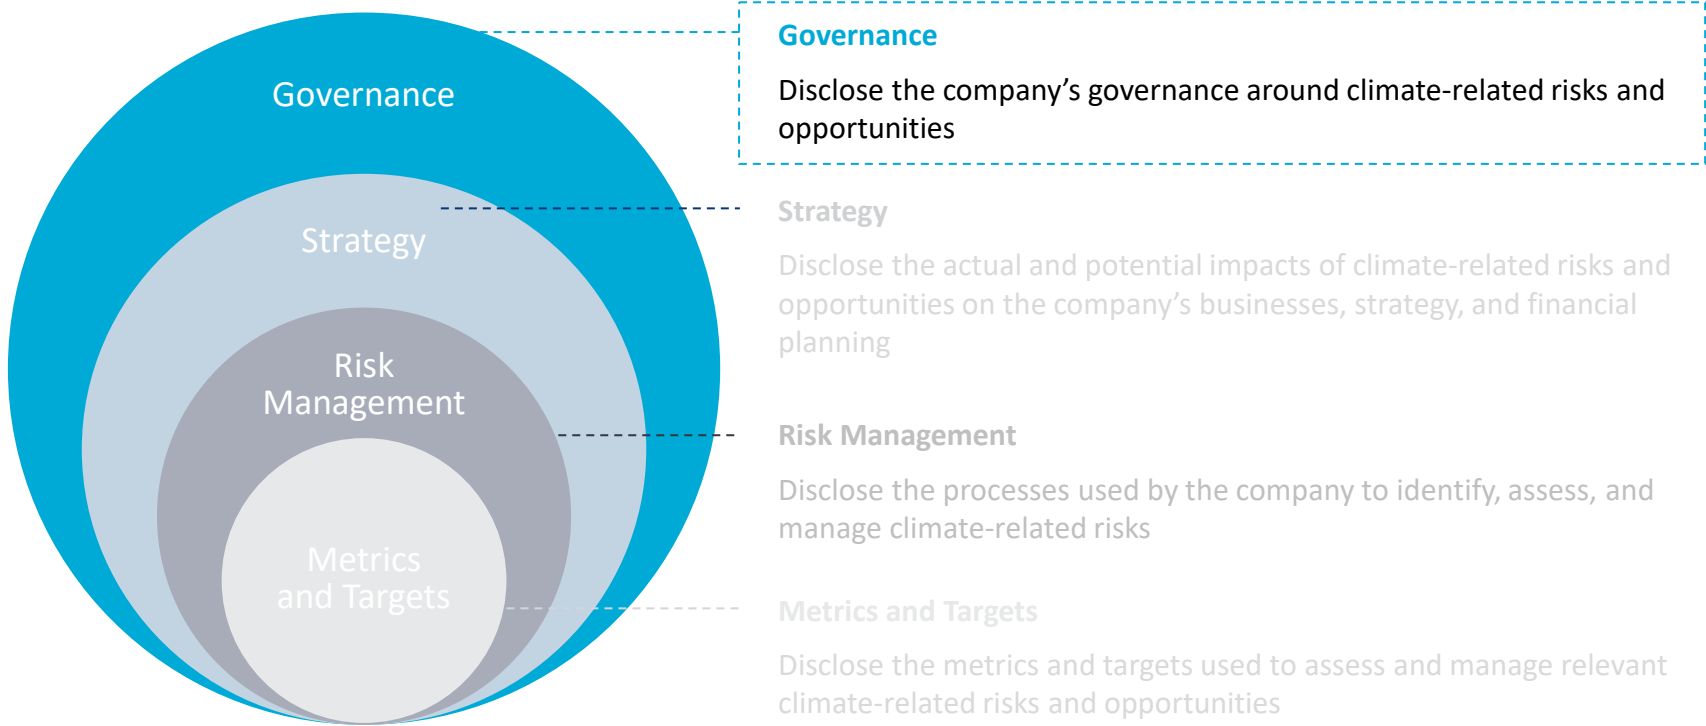 Governance
Strategy
Risk
Management
Metrics
and Targets
Governance
Disclose the company’s governance around climate-related risks and
opportunities
Strategy
Disclose the actual and potential impacts of climate-related risks and
opportunities on the company’s businesses, strategy, and financial
planning
Risk Management
Disclose the processes used by the company to identify, assess, and
manage climate-related risks
Metrics and Targets
Disclose the metrics and targets used to assess and manage relevant
climate-related risks and opportunities